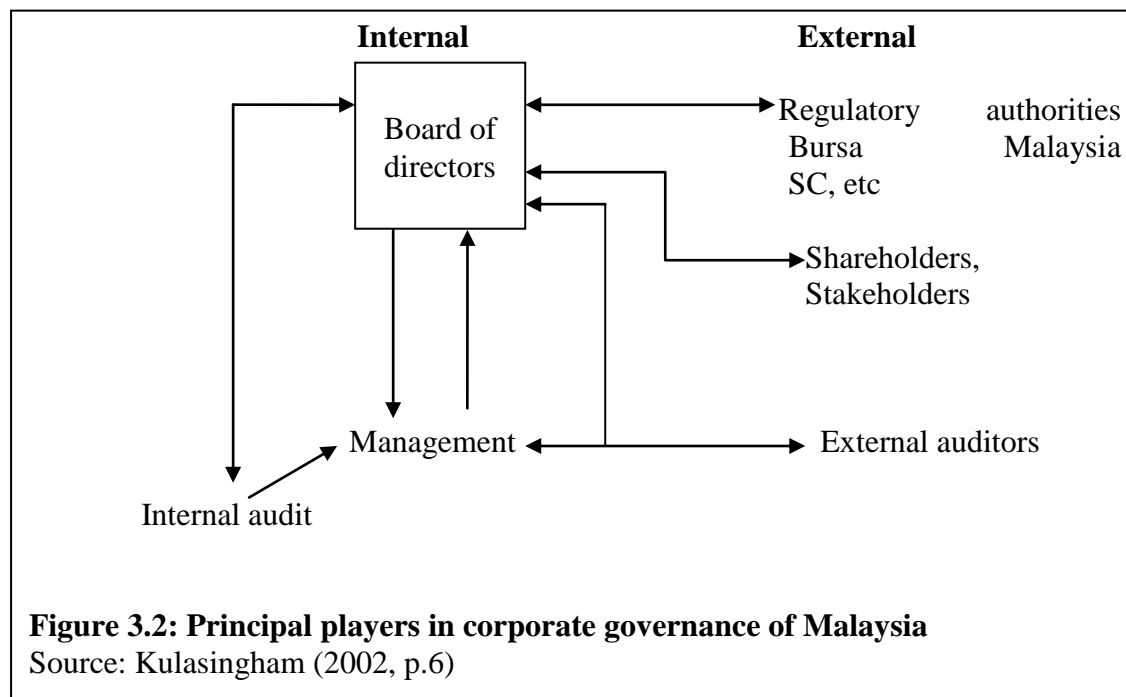 Internal
External
Board of
directors
Regulatory authorities
Bursa Malaysia
SC, etc
Shareholders,
Stakeholders
Management
External auditors
Internal audit
Figure 3.2: Principal players in corporate governance of Malaysia
Source: Kulasingham (2002, p.6)